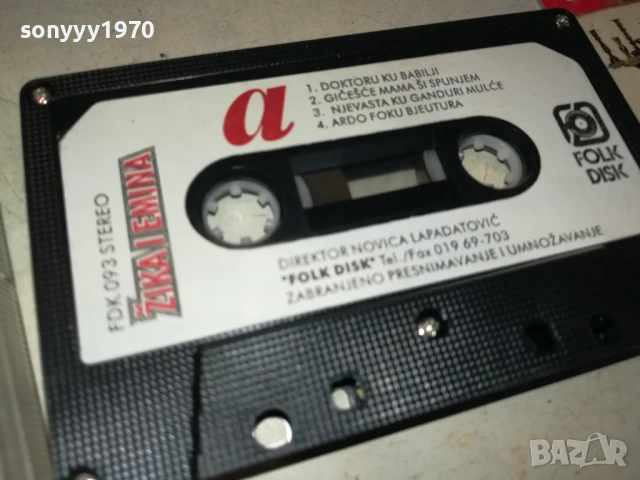 sonyyy1970
a
1. DOKTORU KU BABILJI
2. GIČEŠĆE MAMA ŠI SPUNJEM
3. NJEVASTA KU GANDURI MULČE
4. ARDO FOKU BJEUTURA
FOLK
DISK
FDK 093 STEREO
ŽIKA I EMINA
DIREKTOR NOVICA LAPADATOVIĆ
"FOLK DISK" Tel./Fax 019 69-703
ZABRANJENO PRESNIMAVANJE I UMNOŽAVANJE
BAZAR